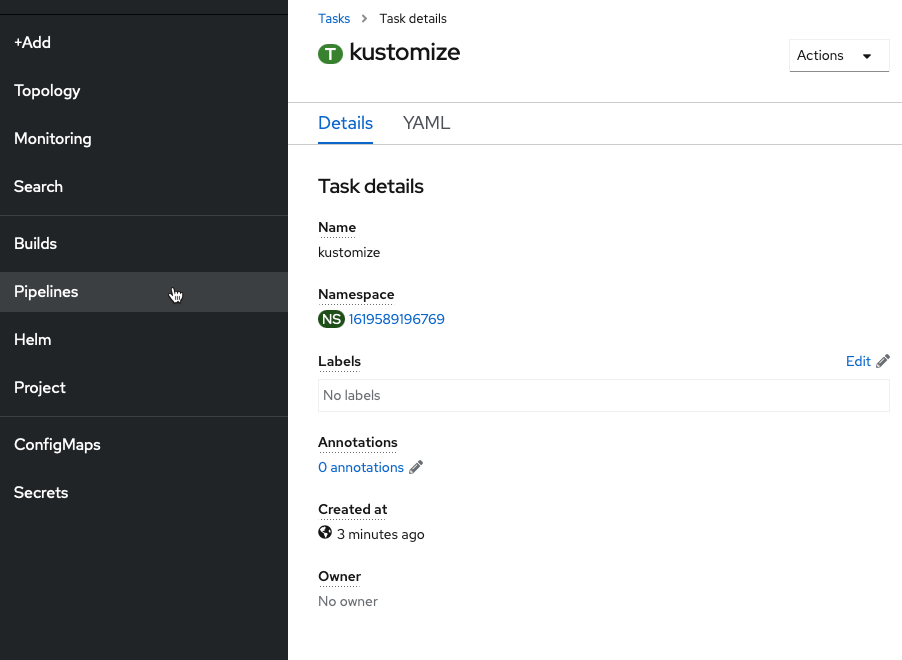 +Add
Topology
Monitoring
Search
Builds
Pipelines
Helm
Project
ConfigMaps
Secrets
Tasks > Task details
T kustomize
Actions
Details YAML
Task details
Name
kustomize
Namespace
NS 1619589196769
Labels
Edit
No labels
Annotations
0 annotations
Created at
3 minutes ago
Owner
No owner